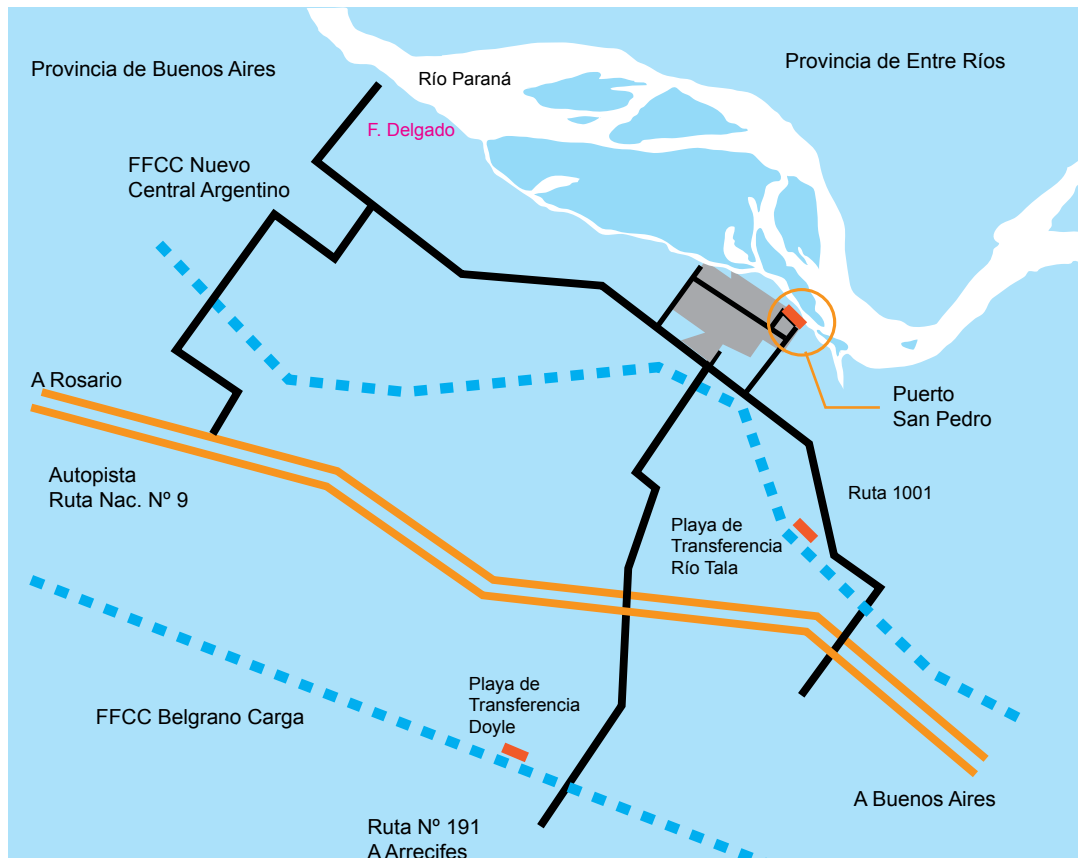 Provincia de Buenos Aires
Río Paraná
Provincia de Entre Ríos
F. Delgado
FFCC Nuevo
Central Argentino
A Rosario
Puerto
San Pedro
Autopista
Ruta Nac. Nº 9
Ruta 1001
Playa de
Transferencia
Río Tala
Playa de
Transferencia
Doyle
FFCC Belgrano Carga
A Buenos Aires
Ruta Nº 191
A Arrecifes